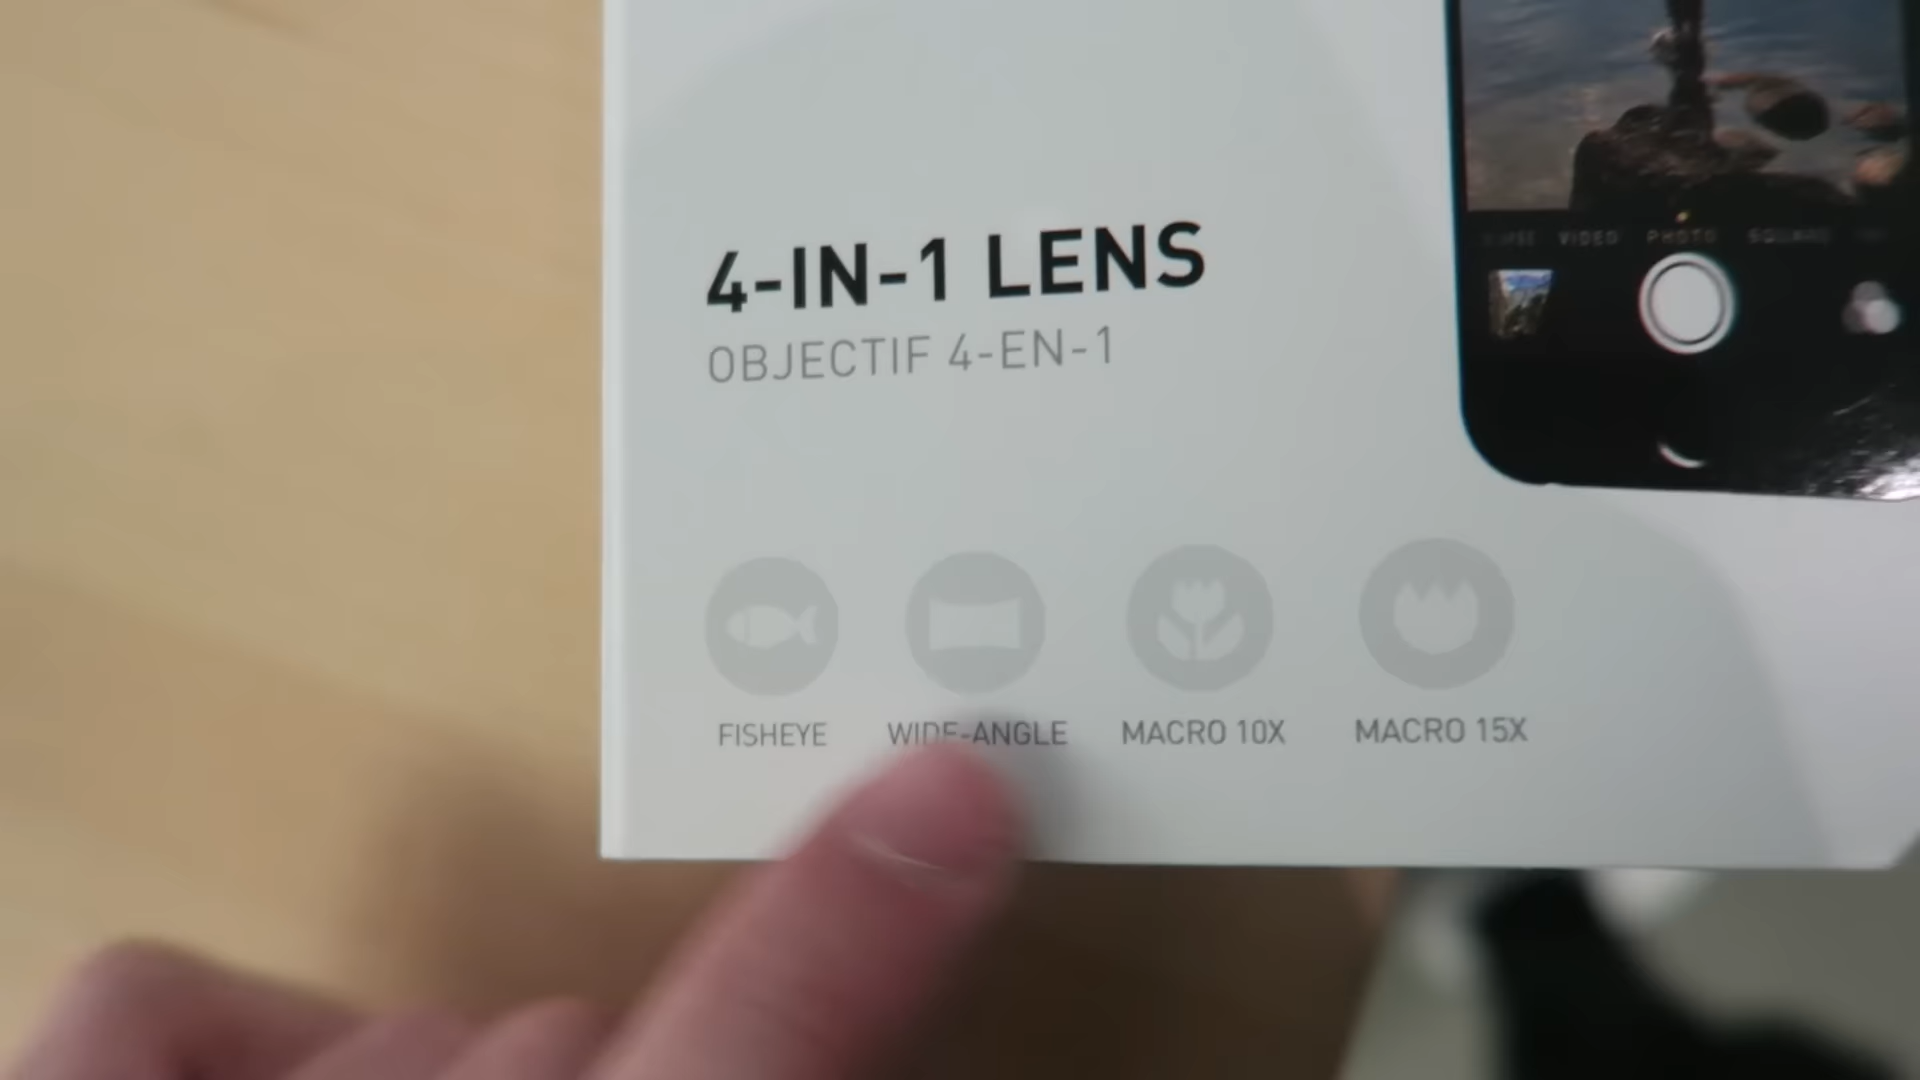 4-IN-1 LENS
OBJECTIF 4-EN-1
VIDEO PHOTO SQUARE
FISHEYE WIDE-ANGLE MACRO 10X MACRO 15X